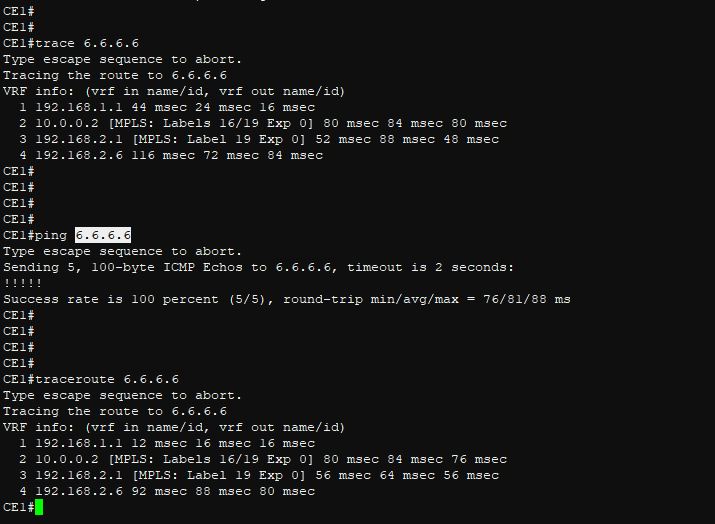 CE1#
CE1#
CE1#trace 6.6.6.6
Type escape sequence to abort.
Tracing the route to 6.6.6.6
VRF info: (vrf in name/id, vrf out name/id)
  1 192.168.1.1 44 msec 24 msec 16 msec
  2 10.0.0.2 [MPLS: Labels 16/19 Exp 0] 80 msec 84 msec 80 msec
  3 192.168.2.1 [MPLS: Label 19 Exp 0] 52 msec 88 msec 48 msec
  4 192.168.2.6 116 msec 72 msec 84 msec
CE1#
CE1#
CE1#
CE1#
CE1#ping 6.6.6.6
Type escape sequence to abort.
Sending 5, 100-byte ICMP Echos to 6.6.6.6, timeout is 2 seconds:
!!!!!
Success rate is 100 percent (5/5), round-trip min/avg/max = 76/81/88 ms
CE1#
CE1#
CE1#
CE1#
CE1#traceroute 6.6.6.6
Type escape sequence to abort.
Tracing the route to 6.6.6.6
VRF info: (vrf in name/id, vrf out name/id)
  1 192.168.1.1 12 msec 16 msec 16 msec
  2 10.0.0.2 [MPLS: Labels 16/19 Exp 0] 80 msec 84 msec 76 msec
  3 192.168.2.1 [MPLS: Label 19 Exp 0] 56 msec 64 msec 56 msec
  4 192.168.2.6 92 msec 88 msec 80 msec
CE1#